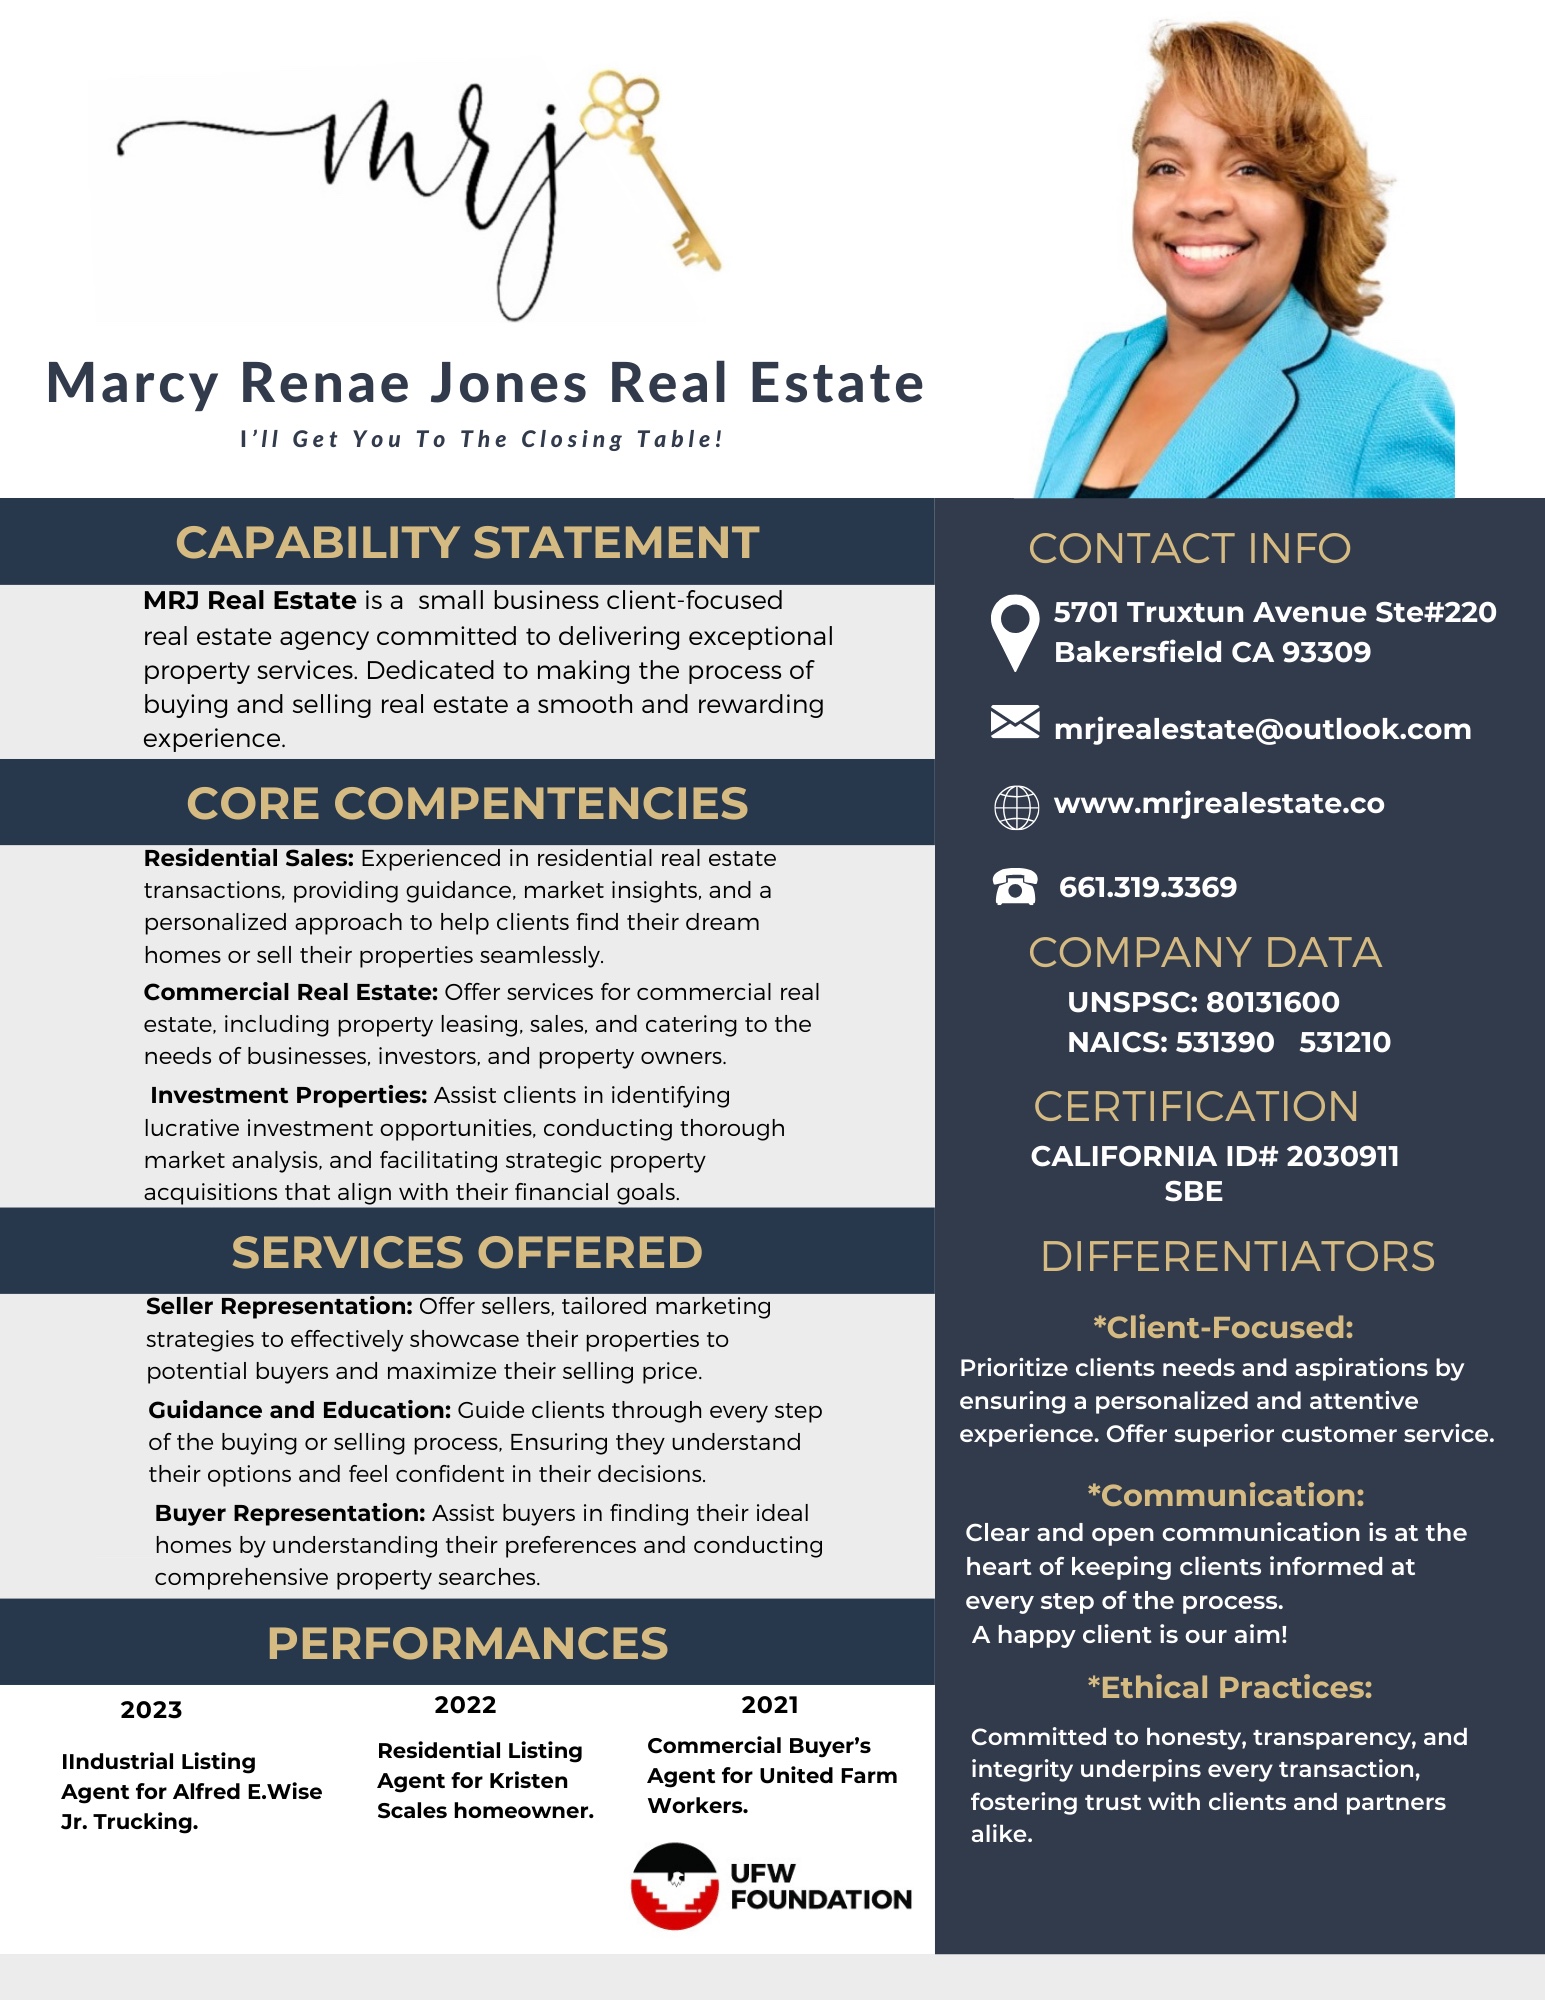 mrj
Marcy Renae Jones Real Estate
I'll Get You To The Closing Table!
CAPABILITY STATEMENT
MRJ Real Estate is a  small business client-focused
real estate agency committed to delivering exceptional
property services. Dedicated to making the process of
buying and selling real estate a smooth and rewarding
experience.
CORE COMPENTENCIES
Residential Sales: Experienced in residential real estate
transactions, providing guidance, market insights, and a
personalized approach to help clients find their dream
homes or sell their properties seamlessly.
Commercial Real Estate: Offer services for commercial real
estate, including property leasing, sales, and catering to the
needs of businesses, investors, and property owners.
Investment Properties: Assist clients in identifying
lucrative investment opportunities, conducting thorough
market analysis, and facilitating strategic property
acquisitions that align with their financial goals.
SERVICES OFFERED
Seller Representation: Offer sellers, tailored marketing
strategies to effectively showcase their properties to
potential buyers and maximize their selling price.
Guidance and Education: Guide clients through every step
of the buying or selling process, Ensuring they understand
their options and feel confident in their decisions.
Buyer Representation: Assist buyers in finding their ideal
homes by understanding their preferences and conducting
comprehensive property searches.
PERFORMANCES
2023
IIndustrial Listing
Agent for Alfred E.Wise
Jr. Trucking.
2022
Residential Listing
Agent for Kristen
Scales homeowner.
2021
Commercial Buyer's
Agent for United Farm
Workers.
UFW
FOUNDATION
CONTACT INFO
5701 Truxtun Avenue Ste#220
Bakersfield CA 93309
mrjrealestate@outlook.com
www.mrjrealestate.co
661.319.3369
COMPANY DATA
UNSPSC: 80131600
NAICS: 531390   531210
CERTIFICATION
CALIFORNIA ID# 2030911
SBE
DIFFERENTIATORS
*Client-Focused:
Prioritize clients needs and aspirations by
ensuring a personalized and attentive
experience. Offer superior customer service.
*Communication:
Clear and open communication is at the
heart of keeping clients informed at
every step of the process.
A happy client is our aim!
*Ethical Practices:
Committed to honesty, transparency, and
integrity underpins every transaction,
fostering trust with clients and partners
alike.